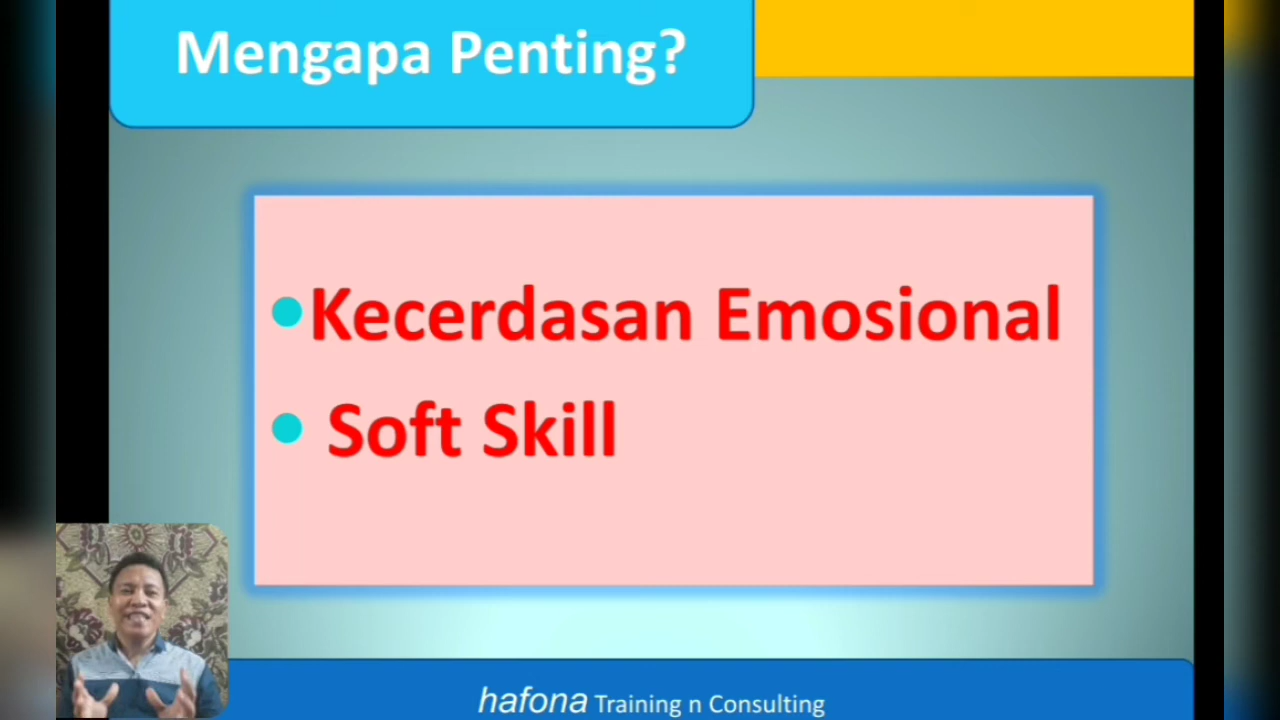 Mengapa Penting?
•Kecerdasan Emosional
• Soft Skill
hafona Training n Consulting